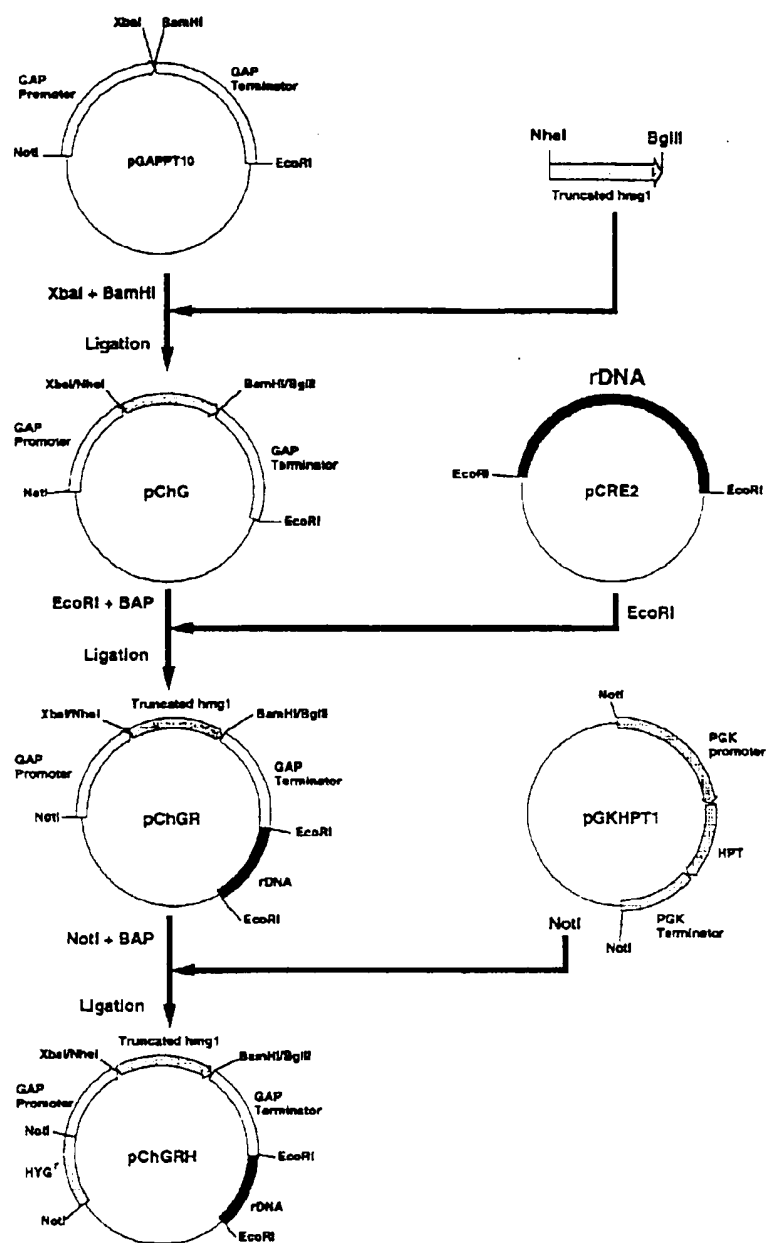 XbaI BamHI
GAP
Promoter
GAP
Terminator
NotI
pGAPPT10
EcoRI
NheI
BglII
Truncated hmg1
XbaI + BamHI
Ligation
XbaI/NheI
BamHI/BglII
GAP
Promoter
GAP
Terminator
NotI
pChG
EcoRI
rDNA
EcoRI
pCRE2
EcoRI
EcoRI + BAP
EcoRI
Ligation
Truncated hmg1
XbaI/NheI
BamHI/BglII
GAP
Promoter
GAP
Terminator
NotI
pChGR
EcoRI
rDNA
EcoRI
NotI
PGK
promoter
pGKHPT1
HPT
PGK
Terminator
NotI
NotI + BAP
NotI
Ligation
Truncated hmg1
XbaI/NheI
BamHI/BglII
GAP
Promoter
GAP
Terminator
NotI
pChGRH
EcoRI
HYGr
NotI
rDNA
EcoRI